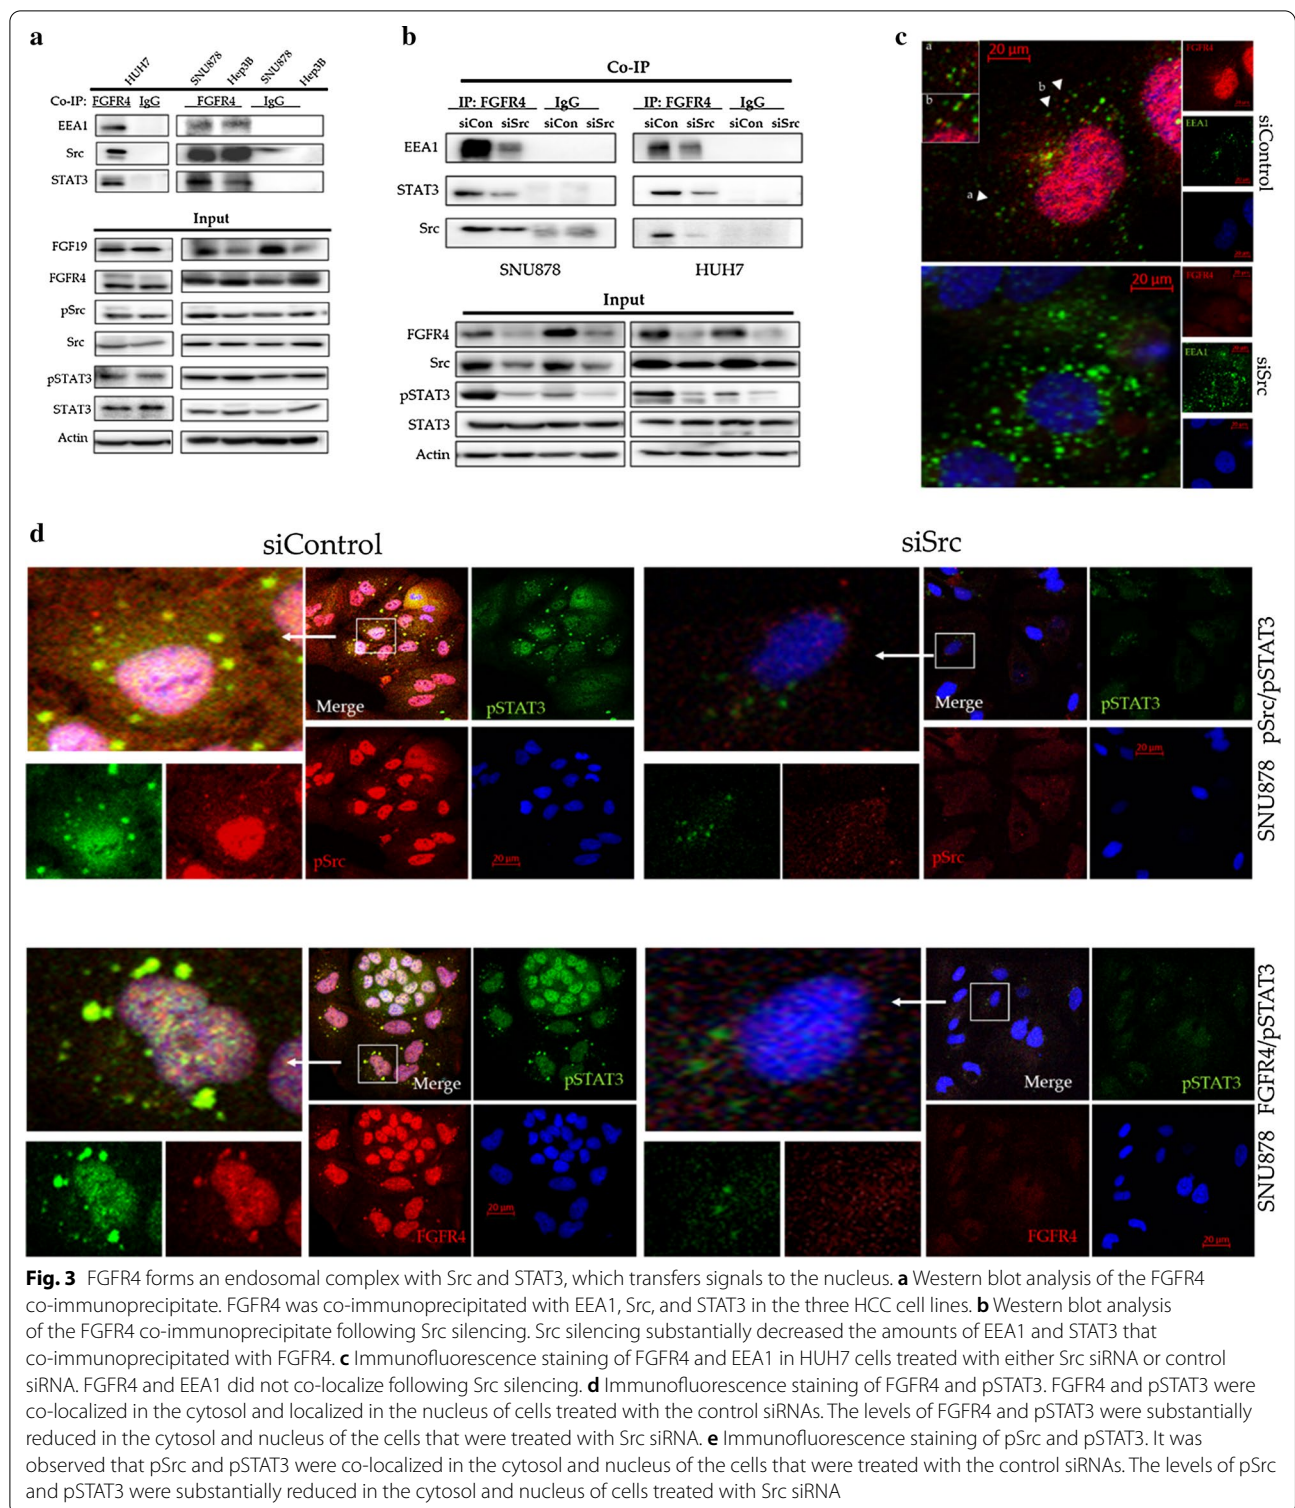 a
HUH7
SNU878
Hep3B
SNU878
Hep3B
Co-IP: FGFR4 IgG FGFR4 IgG
EEA1
Src
STAT3
Input
FGF19
FGFR4
pSrc
Src
pSTAT3
STAT3
Actin
b
Co-IP
IP: FGFR4 IgG IP: FGFR4 IgG
siCon siSrc siCon siSrc siCon siSrc siCon siSrc
EEA1
STAT3
Src
SNU878 HUH7
Input
FGFR4
Src
pSTAT3
STAT3
Actin
c
a
b
20 µm
b
a
FGFR4
EEA1
siControl
20 µm
FGFR4
EEA1
siSrc
d
siControl siSrc
Merge
pSTAT3
pSrc
20 µm
Merge
pSTAT3
pSrc
20 µm
SNU878 pSrc/pSTAT3
Merge
pSTAT3
FGFR4
20 µm
Merge
pSTAT3
FGFR4
20 µm
SNU878 FGFR4/pSTAT3
Fig. 3 FGFR4 forms an endosomal complex with Src and STAT3, which transfers signals to the nucleus. a Western blot analysis of the FGFR4
co-immunoprecipitate. FGFR4 was co-immunoprecipitated with EEA1, Src, and STAT3 in the three HCC cell lines. b Western blot analysis
of the FGFR4 co-immunoprecipitate following Src silencing. Src silencing substantially decreased the amounts of EEA1 and STAT3 that
co-immunoprecipitated with FGFR4. c Immunofluorescence staining of FGFR4 and EEA1 in HUH7 cells treated with either Src siRNA or control
siRNA. FGFR4 and EEA1 did not co-localize following Src silencing. d Immunofluorescence staining of FGFR4 and pSTAT3. FGFR4 and pSTAT3 were
co-localized in the cytosol and localized in the nucleus of cells treated with the control siRNAs. The levels of FGFR4 and pSTAT3 were substantially
reduced in the cytosol and nucleus of the cells that were treated with Src siRNA. e Immunofluorescence staining of pSrc and pSTAT3. It was
observed that pSrc and pSTAT3 were co-localized in the cytosol and nucleus of the cells that were treated with the control siRNAs. The levels of pSrc
and pSTAT3 were substantially reduced in the cytosol and nucleus of cells treated with Src siRNA